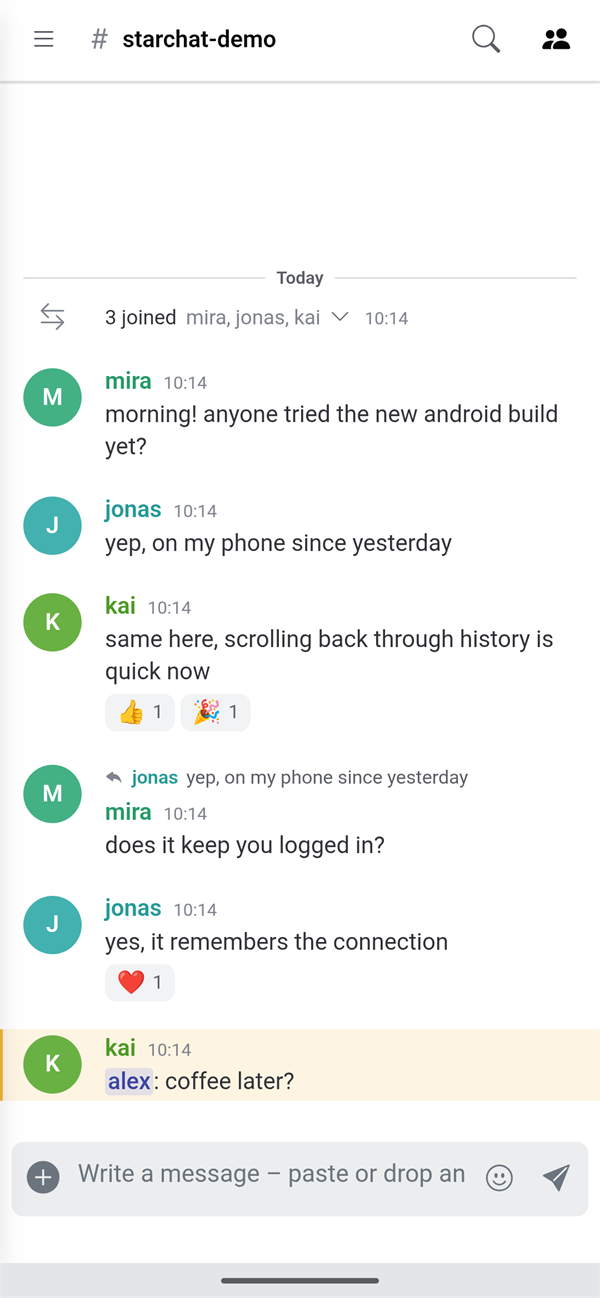 # starchat-demo
Today
3 joined mira, jonas, kai 10:14
M
mira 10:14
morning! anyone tried the new android build
yet?
J
jonas 10:14
yep, on my phone since yesterday
K
kai 10:14
same here, scrolling back through history is
quick now
👍 1 🎉 1
jonas yep, on my phone since yesterday
M
mira 10:14
does it keep you logged in?
J
jonas 10:14
yes, it remembers the connection
❤️ 1
K
kai 10:14
alex: coffee later?
Write a message – paste or drop an